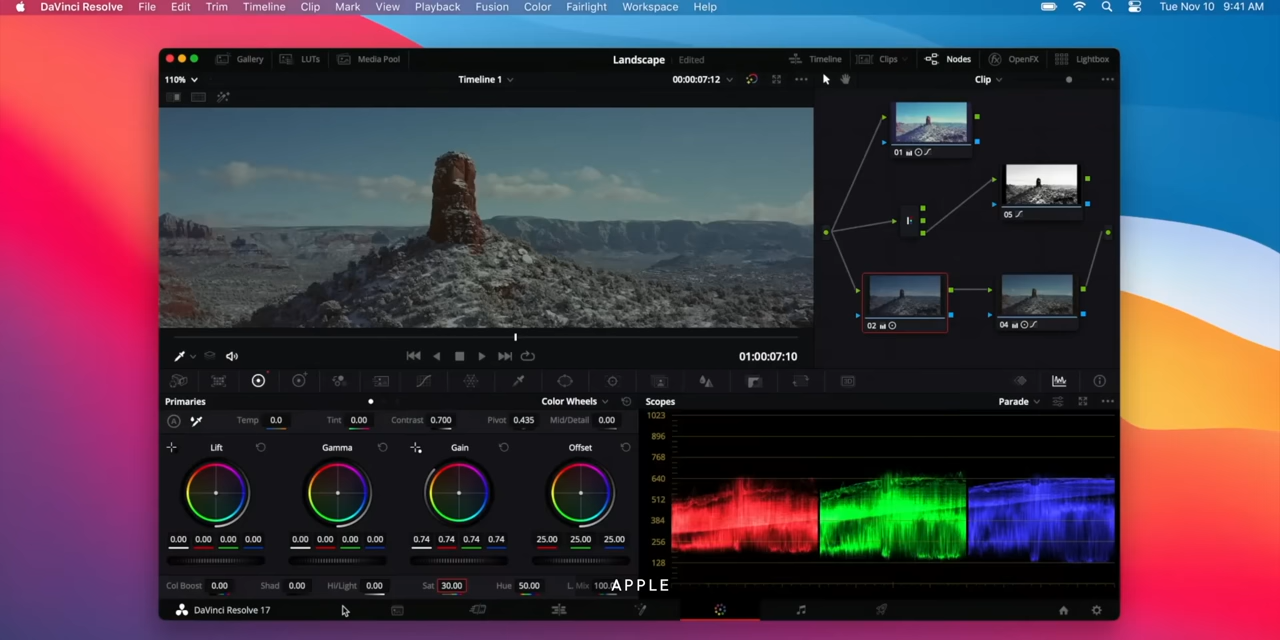 DaVinci Resolve File Edit Trim Timeline Clip Mark View Playback Fusion Color Fairlight Workspace Help Tue Nov 10 9:41 AM
Gallery LUTs Media Pool Landscape Edited Timeline Clips Nodes OpenFX Lightbox
110% Timeline 1 00:00:07:12 Clip
01
05
02 04
01:00:07:10
Primaries Color Wheels Scopes Parade
A Temp 0.0 Tint 0.00 Contrast 0.700 Pivot 0.435 Mid/Detail 0.00
Lift Gamma Gain Offset
0.00 0.00 0.00 0.00 0.00 0.00 0.00 0.00 0.74 0.74 0.74 0.74 25.00 25.00 25.00
Col Boost 0.00 Shad 0.00 Hi/Light 0.00 Sat 30.00 Hue 50.00 L. Mix 100.0
1023
896
768
640
512
384
256
128
APPLE
DaVinci Resolve 17